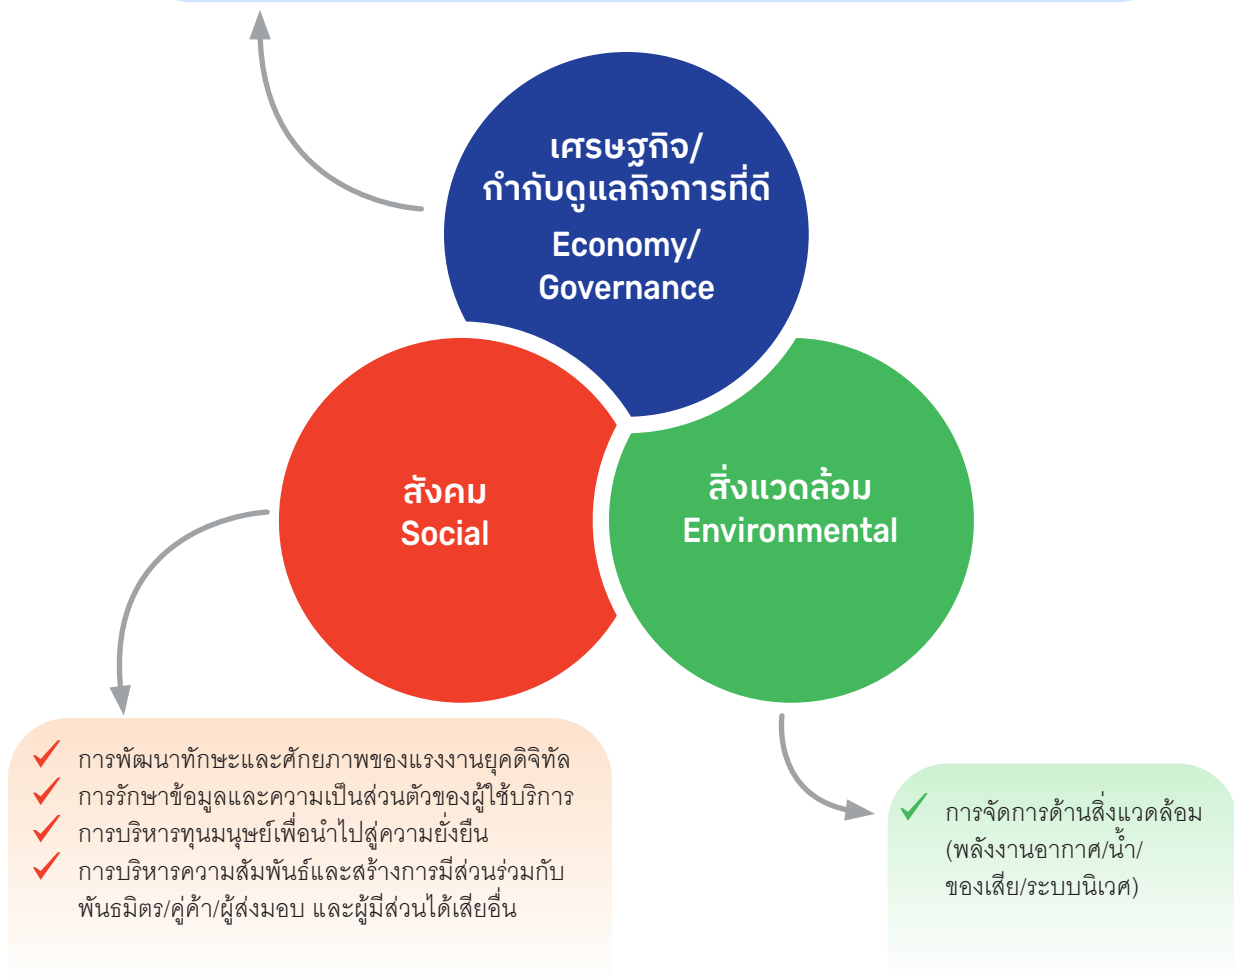 เศรษฐกิจ/
กำกับดูแลกิจการที่ดี
Economy/
Governance
สังคม
Social
สิ่งแวดล้อม
Environmental
การพัฒนาทักษะและศักยภาพของแรงงานยุคดิจิทัล
การรักษาข้อมูลและความเป็นส่วนตัวของผู้ใช้บริการ
การบริหารทุนมนุษย์เพื่อนำไปสู่ความยั่งยืน
การบริหารความสัมพันธ์และสร้างการมีส่วนร่วมกับ
พันธมิตร/คู่ค้า/ผู้ส่งมอบ และผู้มีส่วนได้เสียอื่น
การจัดการด้านสิ่งแวดล้อม
(พลังงานอากาศ/น้ำ/
ของเสีย/ระบบนิเวศ)